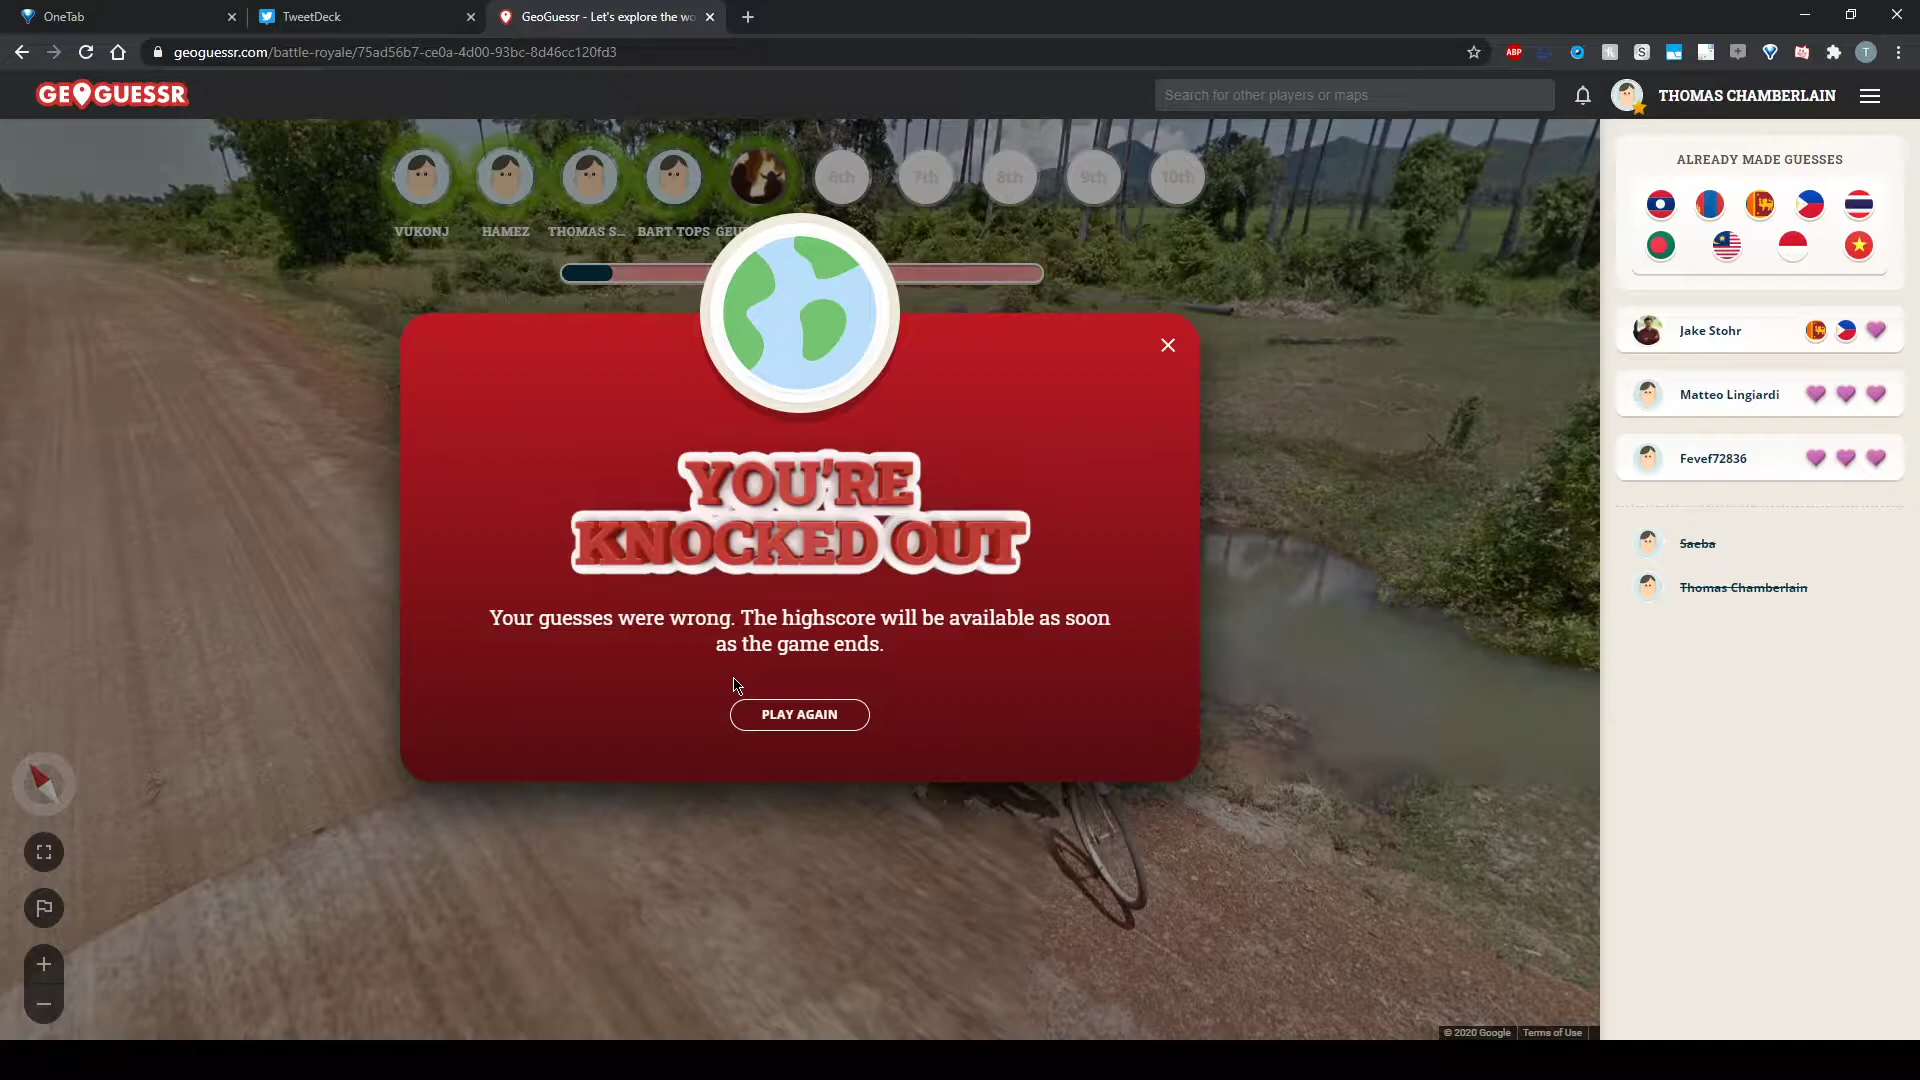 OneTab
TweetDeck
GeoGuessr - Let's explore the wo
geoguessr.com/battle-royale/75ad56b7-ce0a-4d00-93bc-8d46cc120fd3
ABP
S
T
GEOGUESSR
Search for other players or maps
THOMAS CHAMBERLAIN
6th
7th
8th
9th
10th
VUKONJ
HAMEZ
THOMAS S...
BART TOPS
ALREADY MADE GUESSES
Jake Stohr
Matteo Lingiardi
Fevef72836
Saeba
Thomas Chamberlain
YOU'RE
KNOCKED OUT
Your guesses were wrong. The highscore will be available as soon
as the game ends.
PLAY AGAIN
© 2020 Google
Terms of Use